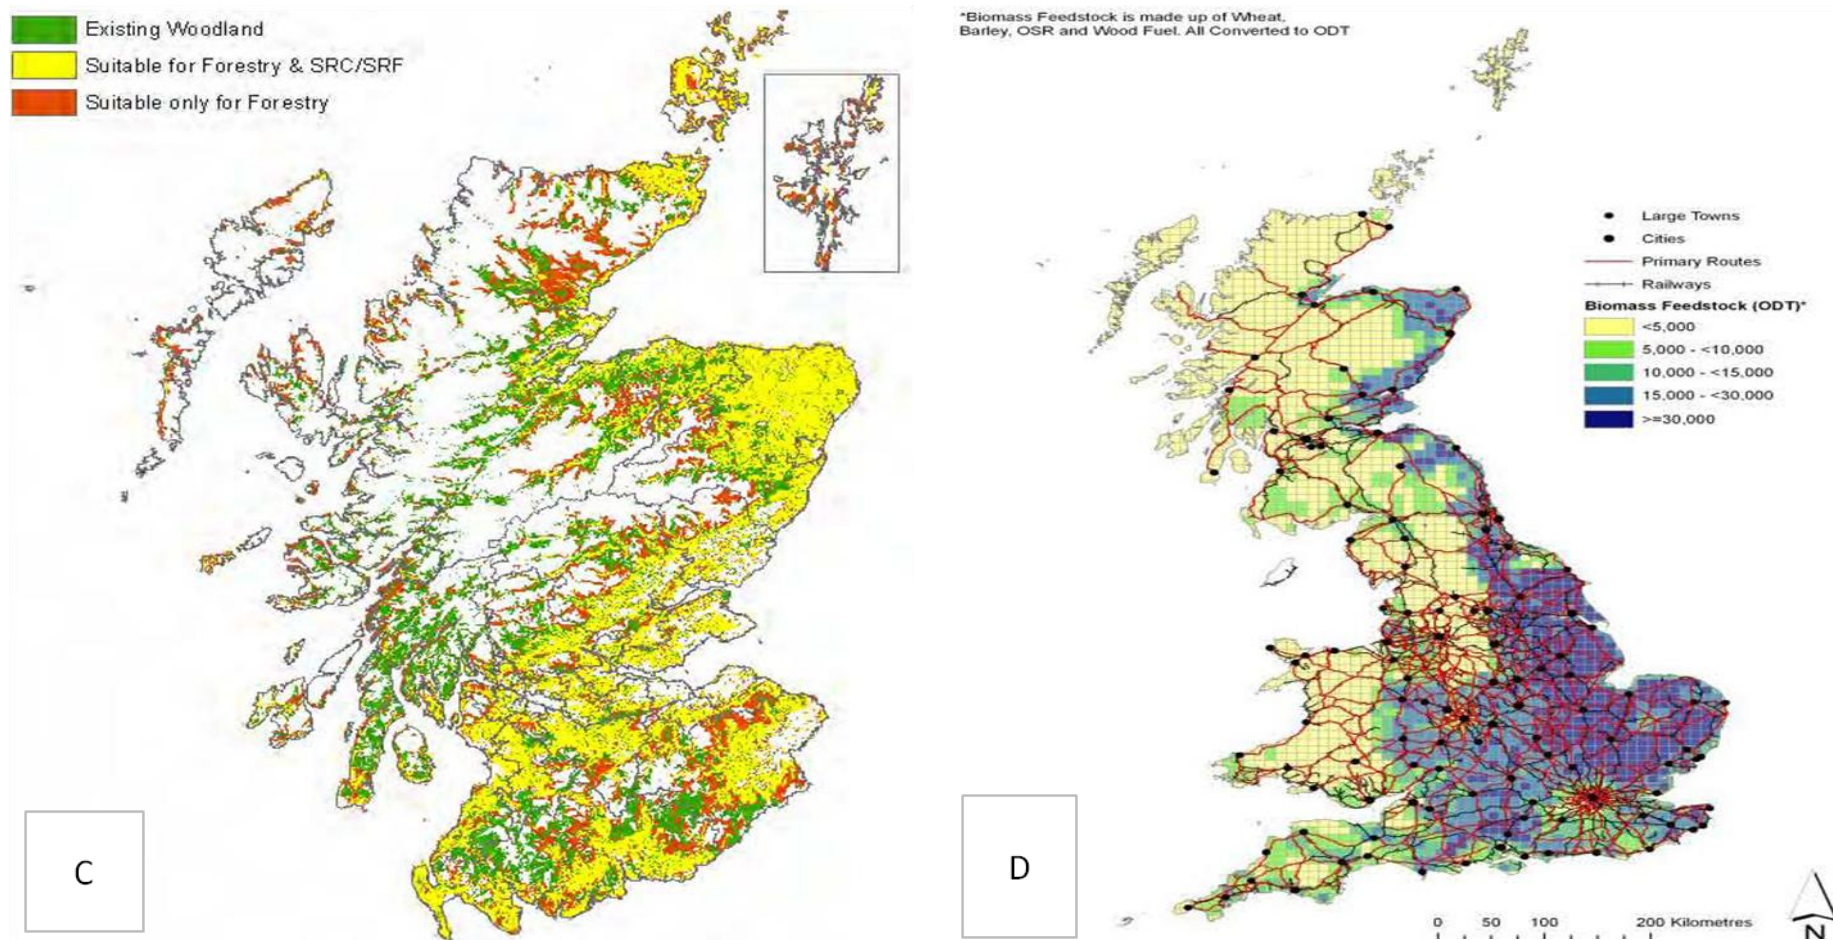 Existing Woodland
Suitable for Forestry & SRC/SRF
Suitable only for Forestry
C
*Biomass Feedstock is made up of Wheat,
Barley, OSR and Wood Fuel. All Converted to ODT
Large Towns
Cities
Primary Routes
Railways
Biomass Feedstock (ODT)*
<5,000
5,000 - <10,000
10,000 - <15,000
15,000 - <30,000
>=30,000
D
0 50 100 200 Kilometres
N